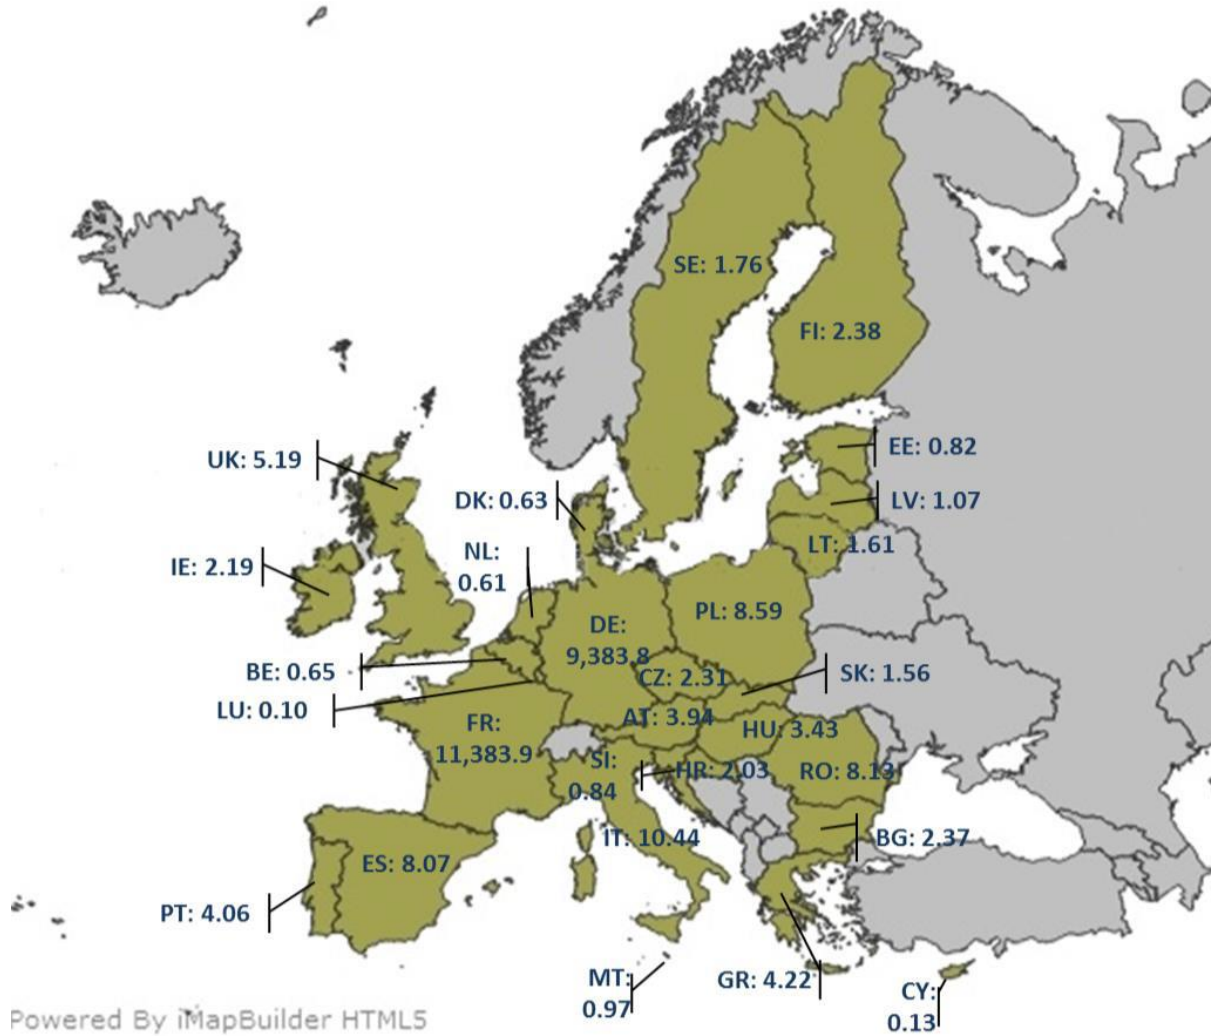 SE: 1.76
FI: 2.38
UK: 5.19
EE: 0.82
DK: 0.63
LV: 1.07
LT: 1.61
NL:
0.61
IE: 2.19
PL: 8.59
DE:
9,383.8
BE: 0.65
CZ: 2.31
SK: 1.56
LU: 0.10
FR:
11,383.9
AT: 3.94
HU: 3.43
SI:
0.84
HR: 2.03
RO: 8.13
IT: 10.44
BG: 2.37
ES: 8.07
PT: 4.06
MT:
0.97
GR: 4.22
CY:
0.13
Powered By iMapBuilder HTML5